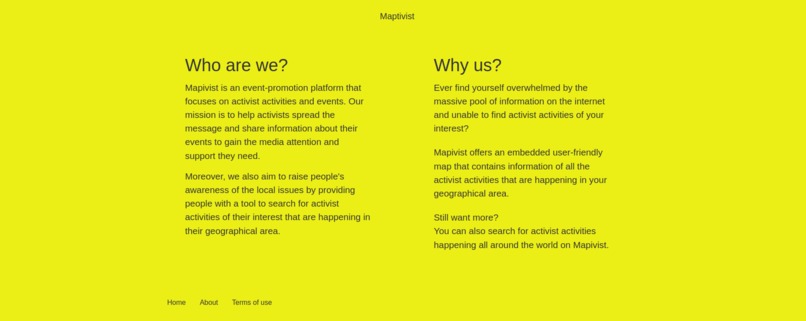 Maptivist
Who are we?
Mapivist is an event-promotion platform that
focuses on activist activities and events. Our
mission is to help activists spread the
message and share information about their
events to gain the media attention and
support they need.
Moreover, we also aim to raise people's
awareness of the local issues by providing
people with a tool to search for activist
activities of their interest that are happening in
their geographical area.
Why us?
Ever find yourself overwhelmed by the
massive pool of information on the internet
and unable to find activist activities of your
interest?
Mapivist offers an embedded user-friendly
map that contains information of all the
activist activities that are happening in your
geographical area.
Still want more?
You can also search for activist activities
happening all around the world on Mapivist.
Home About Terms of use